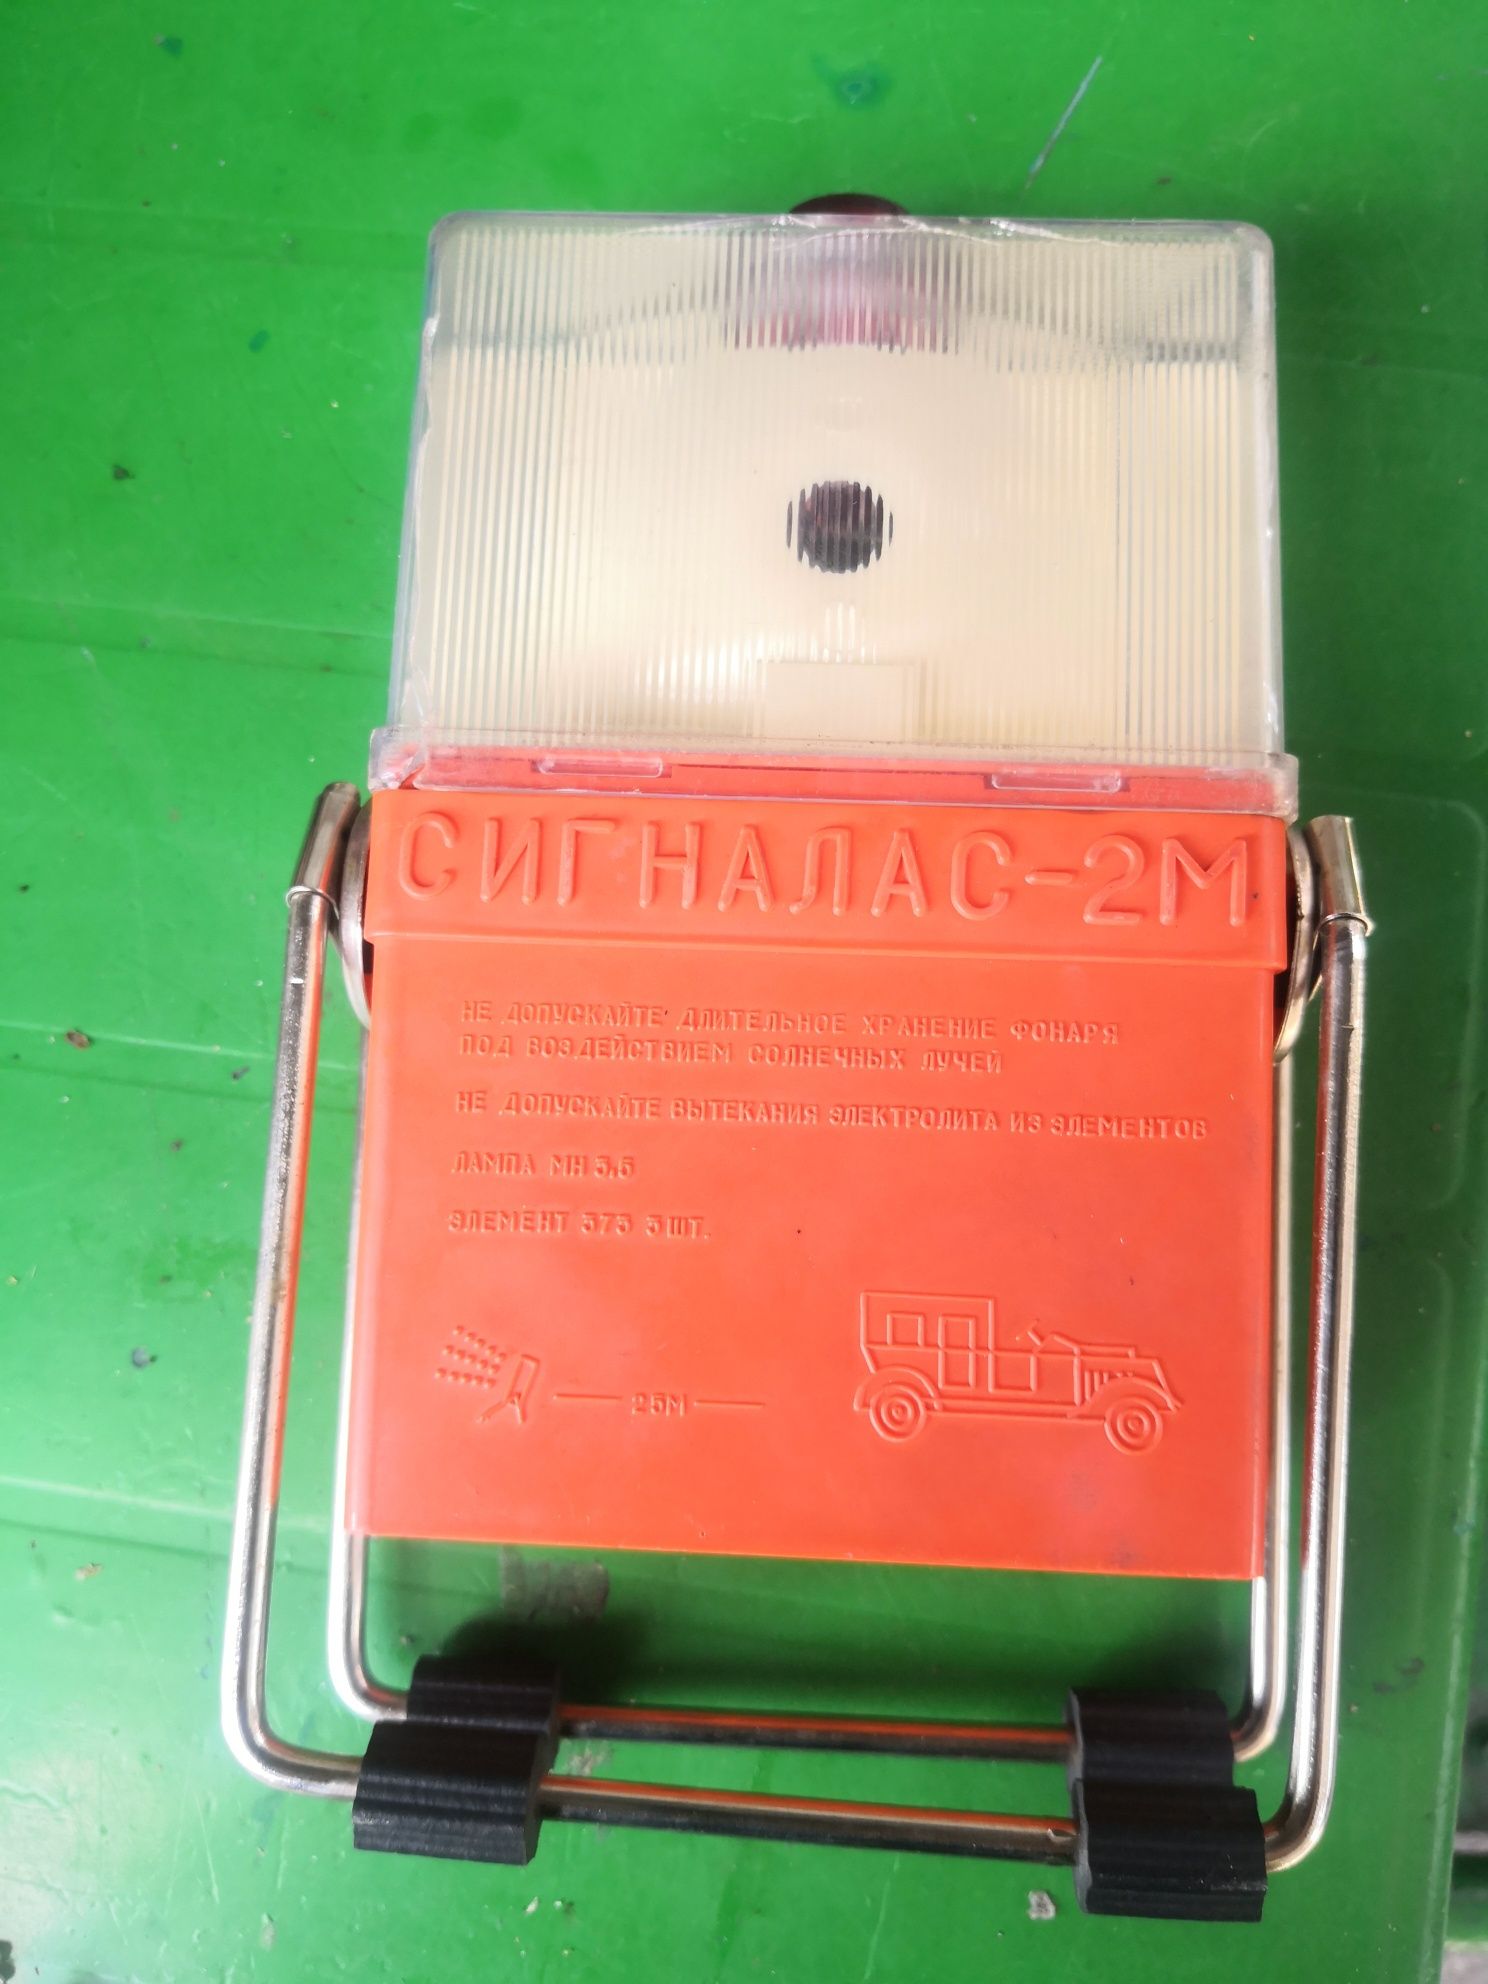 СИГНАЛАС-2М
НЕ ДОПУСКАЙТЕ ДЛИТЕЛЬНОЕ ХРАНЕНИЕ ФОНАРЯ
ПОД ВОЗДЕЙСТВИЕМ СОЛНЕЧНЫХ ЛУЧЕЙ
НЕ ДОПУСКАЙТЕ ВЫТЕКАНИЯ ЭЛЕКТРОЛИТА ИЗ ЭЛЕМЕНТОВ
ЛАМПА МН 3.5
ЭЛЕМЕНТ 373 3 ШТ.
25М